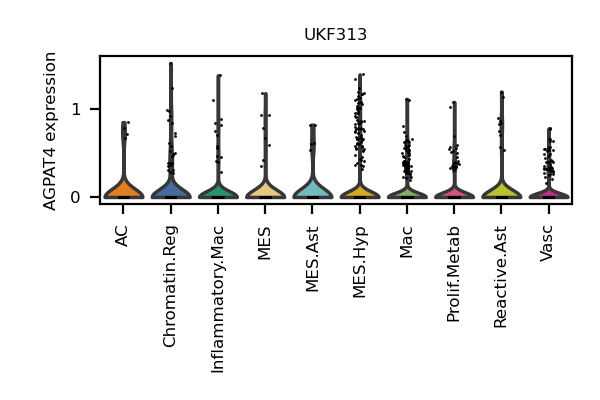 UKF313
AGPAT4 expression
1
0
AC
Chromatin.Reg
Inflammatory.Mac
MES
MES.Ast
MES.Hyp
Mac
Prolif.Metab
Reactive.Ast
Vasc